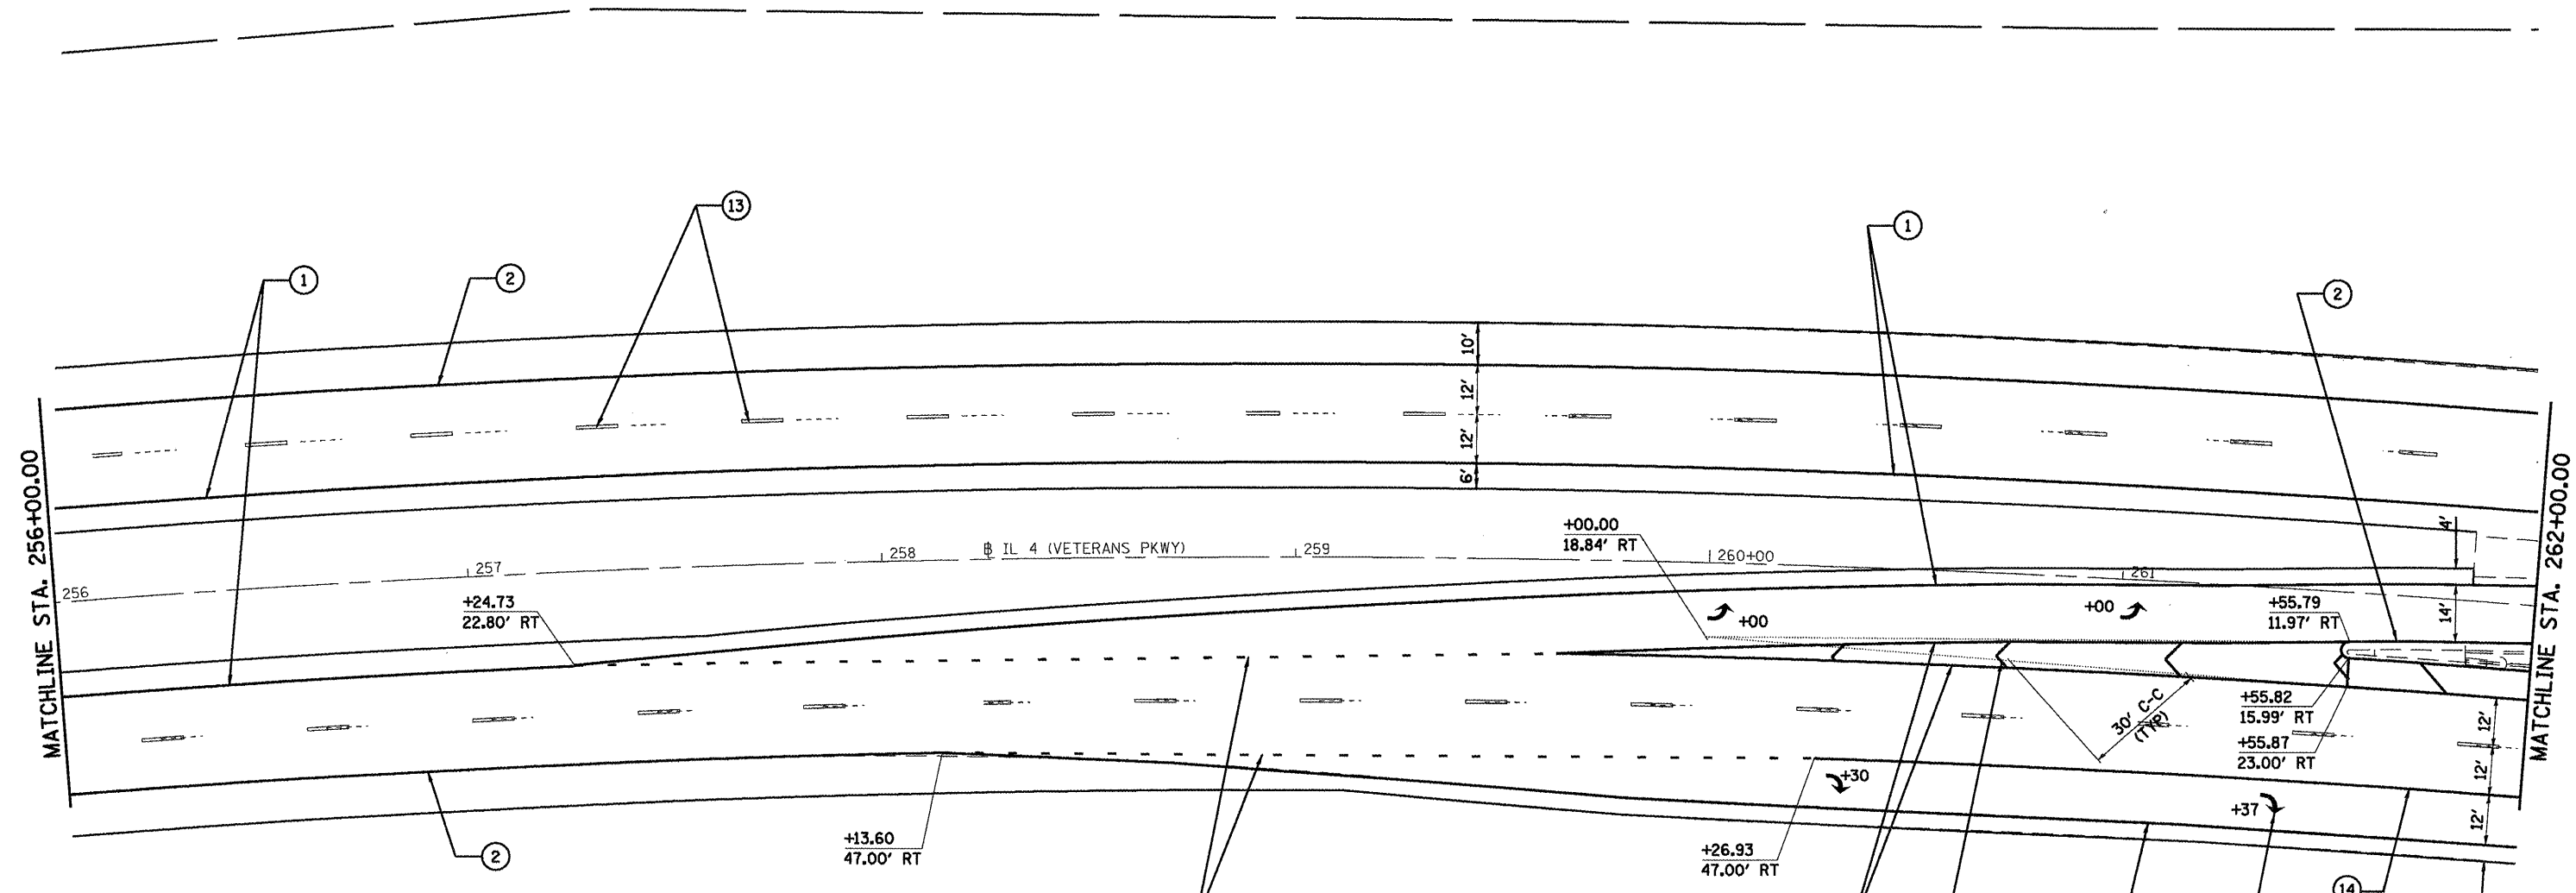 13
1
1
2
2
10'
12'
12'
6'
MATCHLINE STA. 256+00.00
MATCHLINE STA. 262+00.00
+00.00
18.84' RT
4'
256
257
258
℄ IL 4 (VETERANS PKWY)
259
260+00
261
+24.73
22.80' RT
+00
+00
+55.79
11.97' RT
14'
30' C-C
(TYP)
+55.82
15.99' RT
+55.87
23.00' RT
12'
12'
12'
+30
+37
+13.60
47.00' RT
2
+26.93
47.00' RT
14